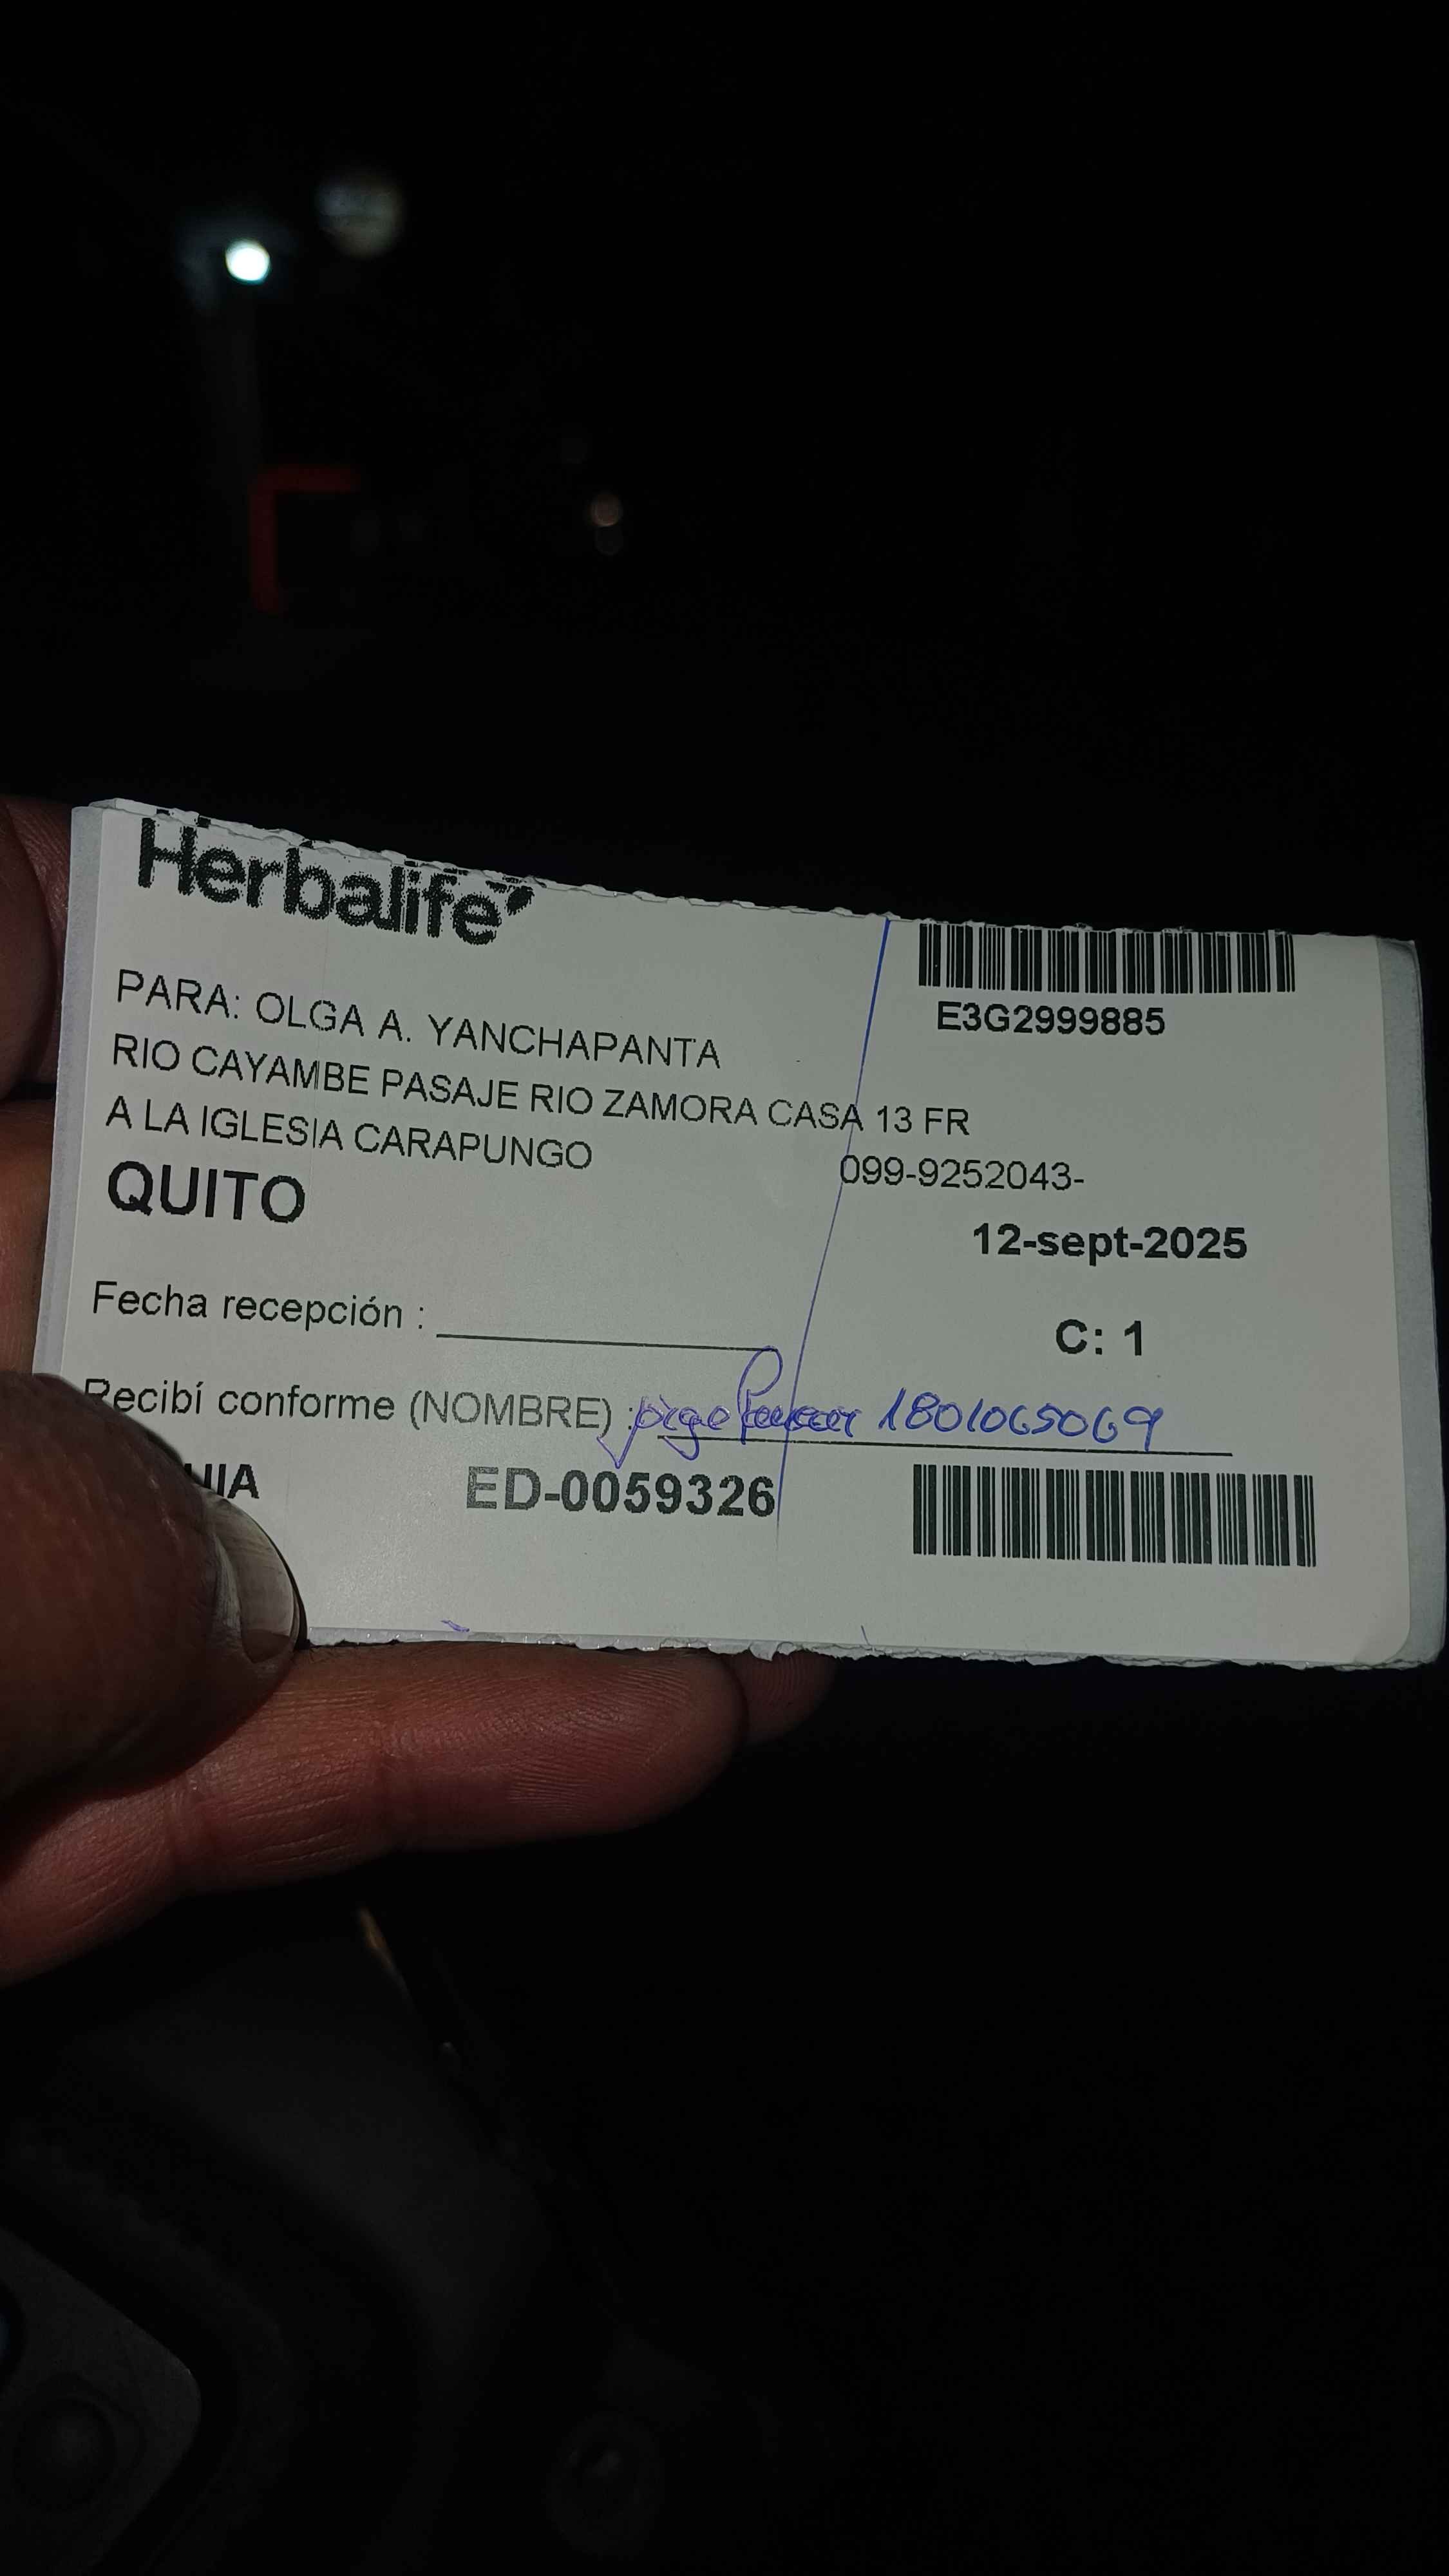 Herbalife
E3G2999885
PARA: OLGA A. YANCHAPANTA
RIO CAYAMBE PASAJE RIO ZAMORA CASA 13 FR
A LA IGLESIA CARAPUNGO
099-9252043-
QUITO
12-sept-2025
Fecha recepción :
C: 1
Recibí conforme (NOMBRE) : 1801065069
ED-0059326